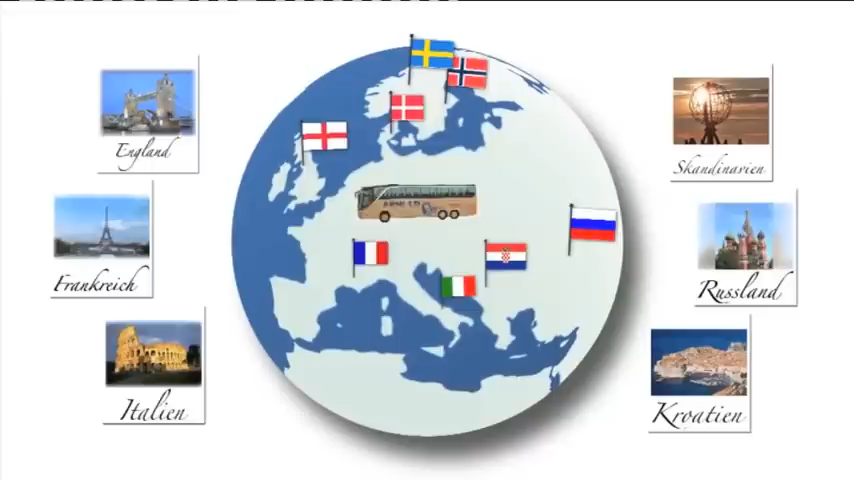 England
Frankreich
Italien
Skandinavien
Russland
Kroatien